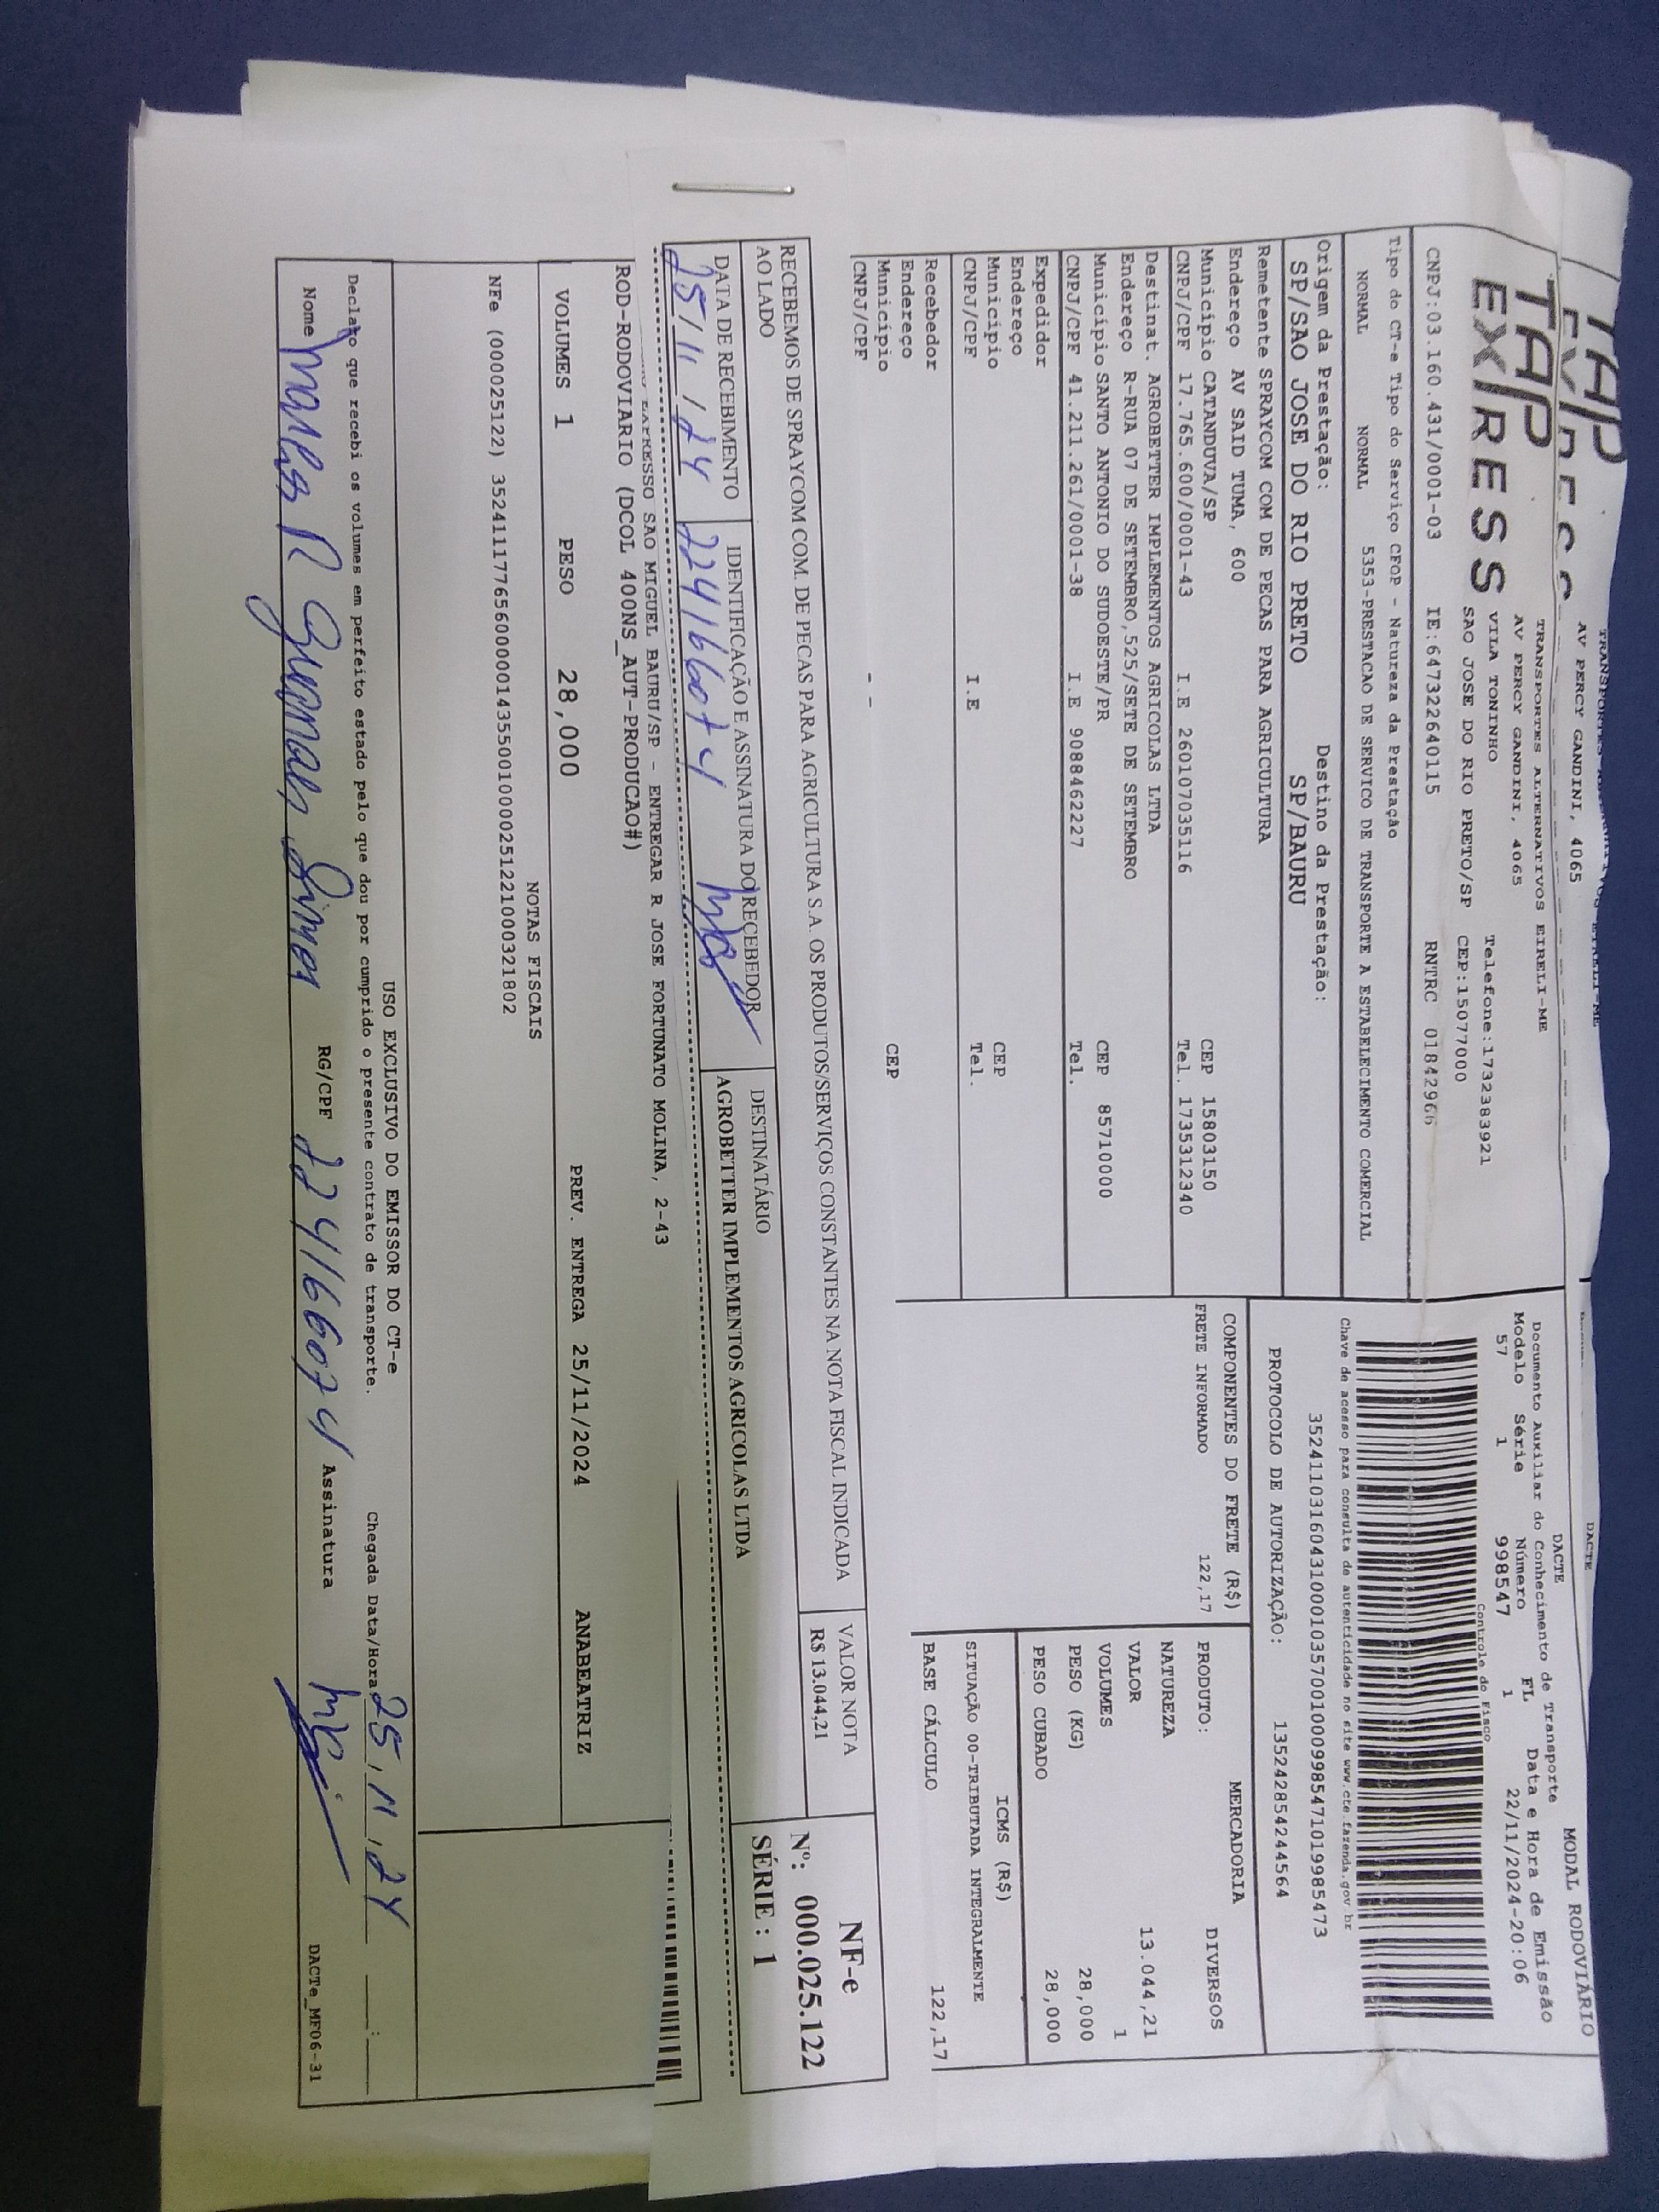 TAP
TRANSPORTES ALTERNATIVOS EIRELI-ME
AV PERCY GANDINI, 4065
DACTE
TAP
EXPRESS
TRANSPORTES ALTERNATIVOS EIRELI-ME
AV PERCY GANDINI, 4065
VILA TONINHO
SAO JOSE DO RIO PRETO/SP
Telefone:1732383921
CEP:15077000
CNPJ:03.160.431/0001-03 IE:647322640115 RNTRC 01842966
DACTE MODAL RODOVIÁRIO
Documento Auxiliar do Conhecimento de Transporte
Modelo Série Número FL Data e Hora de Emissão
57 1 998547 1 22/11/2024-20:06
Controle do Fisco
Chave de acesso para consulta de autenticidade no site www.cte.fazenda.gov.br
35241103160431000103570010009985471019985473
PROTOCOLO DE AUTORIZAÇÃO: 135242854244564
Tipo do CT-e Tipo do Serviço CFOP - Natureza da Prestação
NORMAL NORMAL 5353-PRESTACAO DE SERVICO DE TRANSPORTE A ESTABELECIMENTO COMERCIAL
Origem da Prestação: Destino da Prestação:
SP/SAO JOSE DO RIO PRETO SP/BAURU
Remetente SPRAYCOM COM DE PECAS PARA AGRICULTURA
Endereço AV SAID TUMA, 600
Município CATANDUVA/SP CEP 15803150
CNPJ/CPF 17.765.600/0001-43 I.E 260107035116 Tel. 1735312340
Destinat. AGROBETTER IMPLEMENTOS AGRICOLAS LTDA
Endereço R-RUA 07 DE SETEMBRO,525/SETE DE SETEMBRO
Município SANTO ANTONIO DO SUDOESTE/PR CEP 85710000
CNPJ/CPF 41.211.261/0001-38 I.E 9088462227 Tel.
Expedidor
Endereço
Município CEP
CNPJ/CPF I.E Tel.
Recebedor
Endereço
Município CEP
CNPJ/CPF - -
COMPONENTES DO FRETE (R$)
FRETE INFORMADO 122,17
MERCADORIA
PRODUTO: DIVERSOS
NATUREZA
VALOR 13.044,21
VOLUMES 1
PESO (KG) 28,000
PESO CUBADO 28,000
ICMS (R$)
SITUAÇÃO 00-TRIBUTADA INTEGRALMENTE
BASE CÁLCULO 122,17
RECEBEMOS DE SPRAYCOM COM. DE PECAS PARA AGRICULTURA S.A. OS PRODUTOS/SERVIÇOS CONSTANTES NA NOTA FISCAL INDICADA
AO LADO
VALOR NOTA
R$ 13.044,21
NF-e
Nº: 000.025.122
SÉRIE : 1
DATA DE RECEBIMENTO IDENTIFICAÇÃO E ASSINATURA DO RECEBEDOR DESTINATÁRIO
25/11/24 224166074 AGROBETTER IMPLEMENTOS AGRICOLAS LTDA
EXPRESSO SAO MIGUEL BAURU/SP - ENTREGAR R JOSE FORTUNATO MOLINA, 2-43
ROD-RODOVIARIO (DCOL 400NS_AUT-PRODUCAO#)
VOLUMES 1 PESO 28,000 PREV. ENTREGA 25/11/2024 ANABEATRIZ
NOTAS FISCAIS
NFe (000025122) 35241117765600000143550010000251221000321802
USO EXCLUSIVO DO EMISSOR DO CT-e
Declaro que recebi os volumes em perfeito estado pelo que dou por cumprido o presente contrato de transporte. Chegada Data/Hora 25,11,24 __:__
Nome RG/CPF 224166074 Assinatura
DACTe_MF06-31